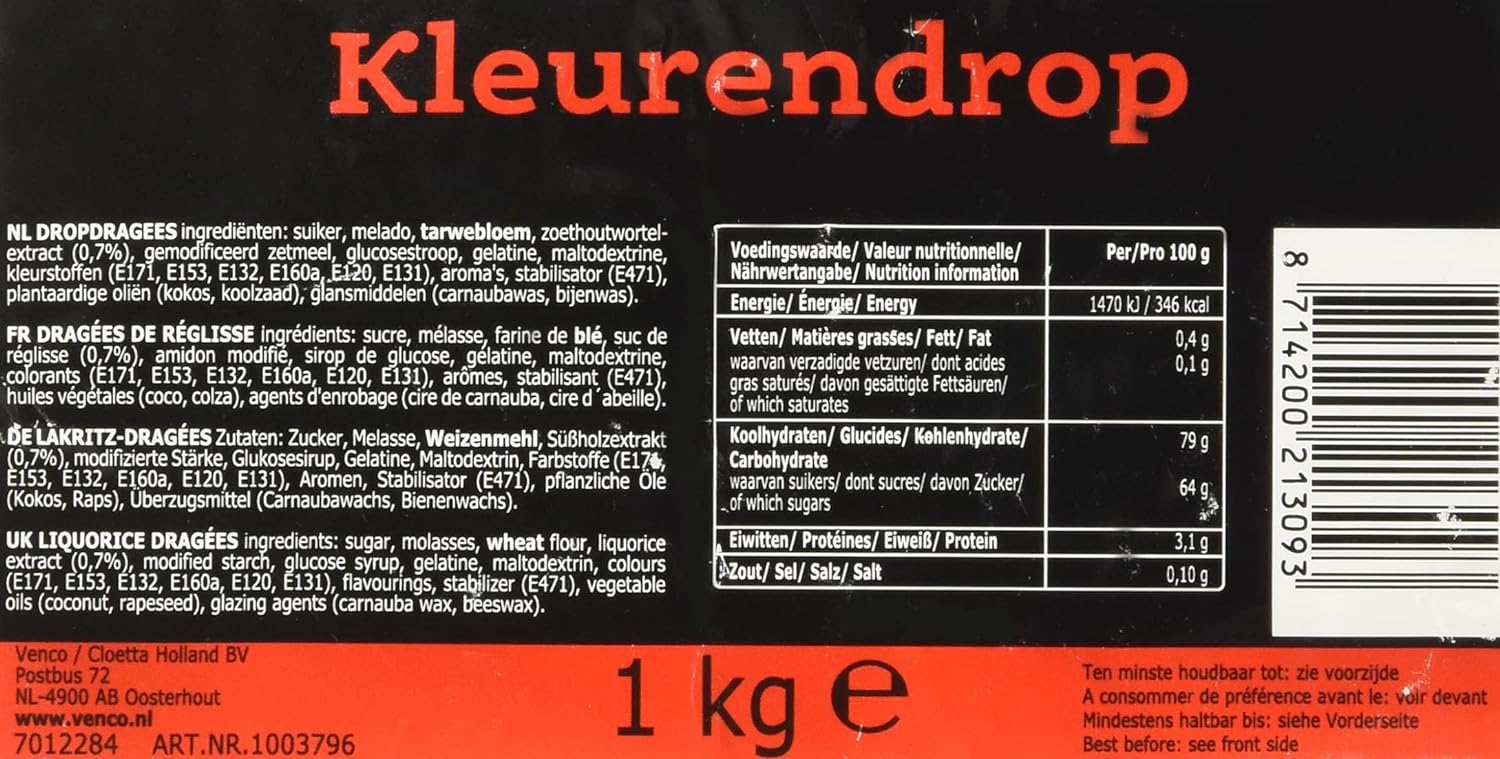 Kleurendrop
NL DROPDRAGEES ingrediënten: suiker, melado, tarwebloem, zoethoutwortel-
extract (0,7%), gemodificeerd zetmeel, glucosestroop, gelatine, maltodextrine,
kleurstoffen (E171, E153, E132, E160a, E120, E131), aroma's, stabilisator (E471),
plantaardige oliën (kokos, koolzaad), glansmiddelen (carnaubawas, bijenwas).
FR DRAGÉES DE RÉGLISSE ingrédients: sucre, mélasse, farine de blé, suc de
réglisse (0,7%), amidon modifié, sirop de glucose, gélatine, maltodextrine,
colorants (E171, E153, E132, E160a, E120, E131), arômes, stabilisant (E471),
huiles végétales (coco, colza), agents d'enrobage (cire de carnauba, cire d´abeille).
DE LAKRITZ-DRAGÉES Zutaten: Zucker, Melasse, Weizenmehl, Süßholzextrakt
(0,7%), modifizierte Stärke, Glukosesirup, Gelatine, Maltodextrin, Farbstoffe (E171,
E153, E132, E160a, E120, E131), Aromen, Stabilisator (E471), pflanzliche Öle
(Kokos, Raps), Überzugsmittel (Carnaubawachs, Bienenwachs).
UK LIQUORICE DRAGÉES ingredients: sugar, molasses, wheat flour, liquorice
extract (0,7%), modified starch, glucose syrup, gelatine, maltodextrin, colours
(E171, E153, E132, E160a, E120, E131), flavourings, stabilizer (E471), vegetable
oils (coconut, rapeseed), glazing agents (carnauba wax, beeswax).
Voedingswaarde/ Valeur nutritionnelle/
Nährwertangabe/ Nutrition information
Per/Pro 100 g
Energie/ Énergie/ Energy
1470 kJ / 346 kcal
Vetten/ Matières grasses/ Fett/ Fat
0,4 g
waarvan verzadigde vetzuren/ dont acides
0,1 g
gras saturés/ davon gesättigte Fettsäuren/
of which saturates
Koolhydraten/ Glucides/ Kohlenhydrate/
79 g
Carbohydrate
waarvan suikers/ dont sucres/ davon Zucker/
64 g
of which sugars
Eiwitten/ Protéines/ Eiweiß/ Protein
3,1 g
Zout/ Sel/ Salz/ Salt
0,10 g
8 714200 213093
Venco / Cloetta Holland BV
Postbus 72
NL-4900 AB Oosterhout
www.venco.nl
7012284 ART.NR.1003796
1 kg e
Ten minste houdbaar tot: zie voorzijde
A consommer de préférence avant le: voir devant
Mindestens haltbar bis: siehe Vorderseite
Best before: see front side